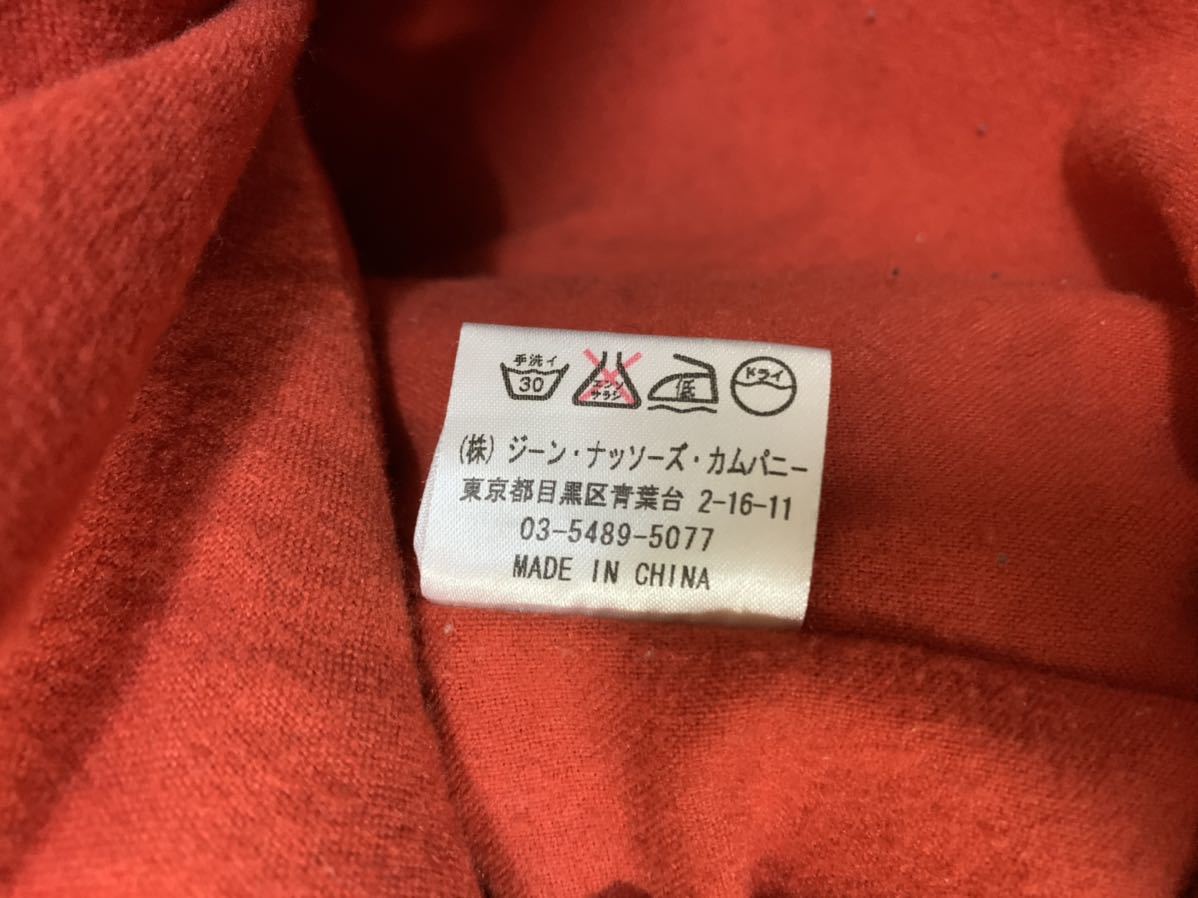 手洗イ
30
エンソ
サラシ
低
ドライ
(株) ジーン・ナッソーズ・カムパニー
東京都目黒区青葉台 2-16-11
03-5489-5077
MADE IN CHINA